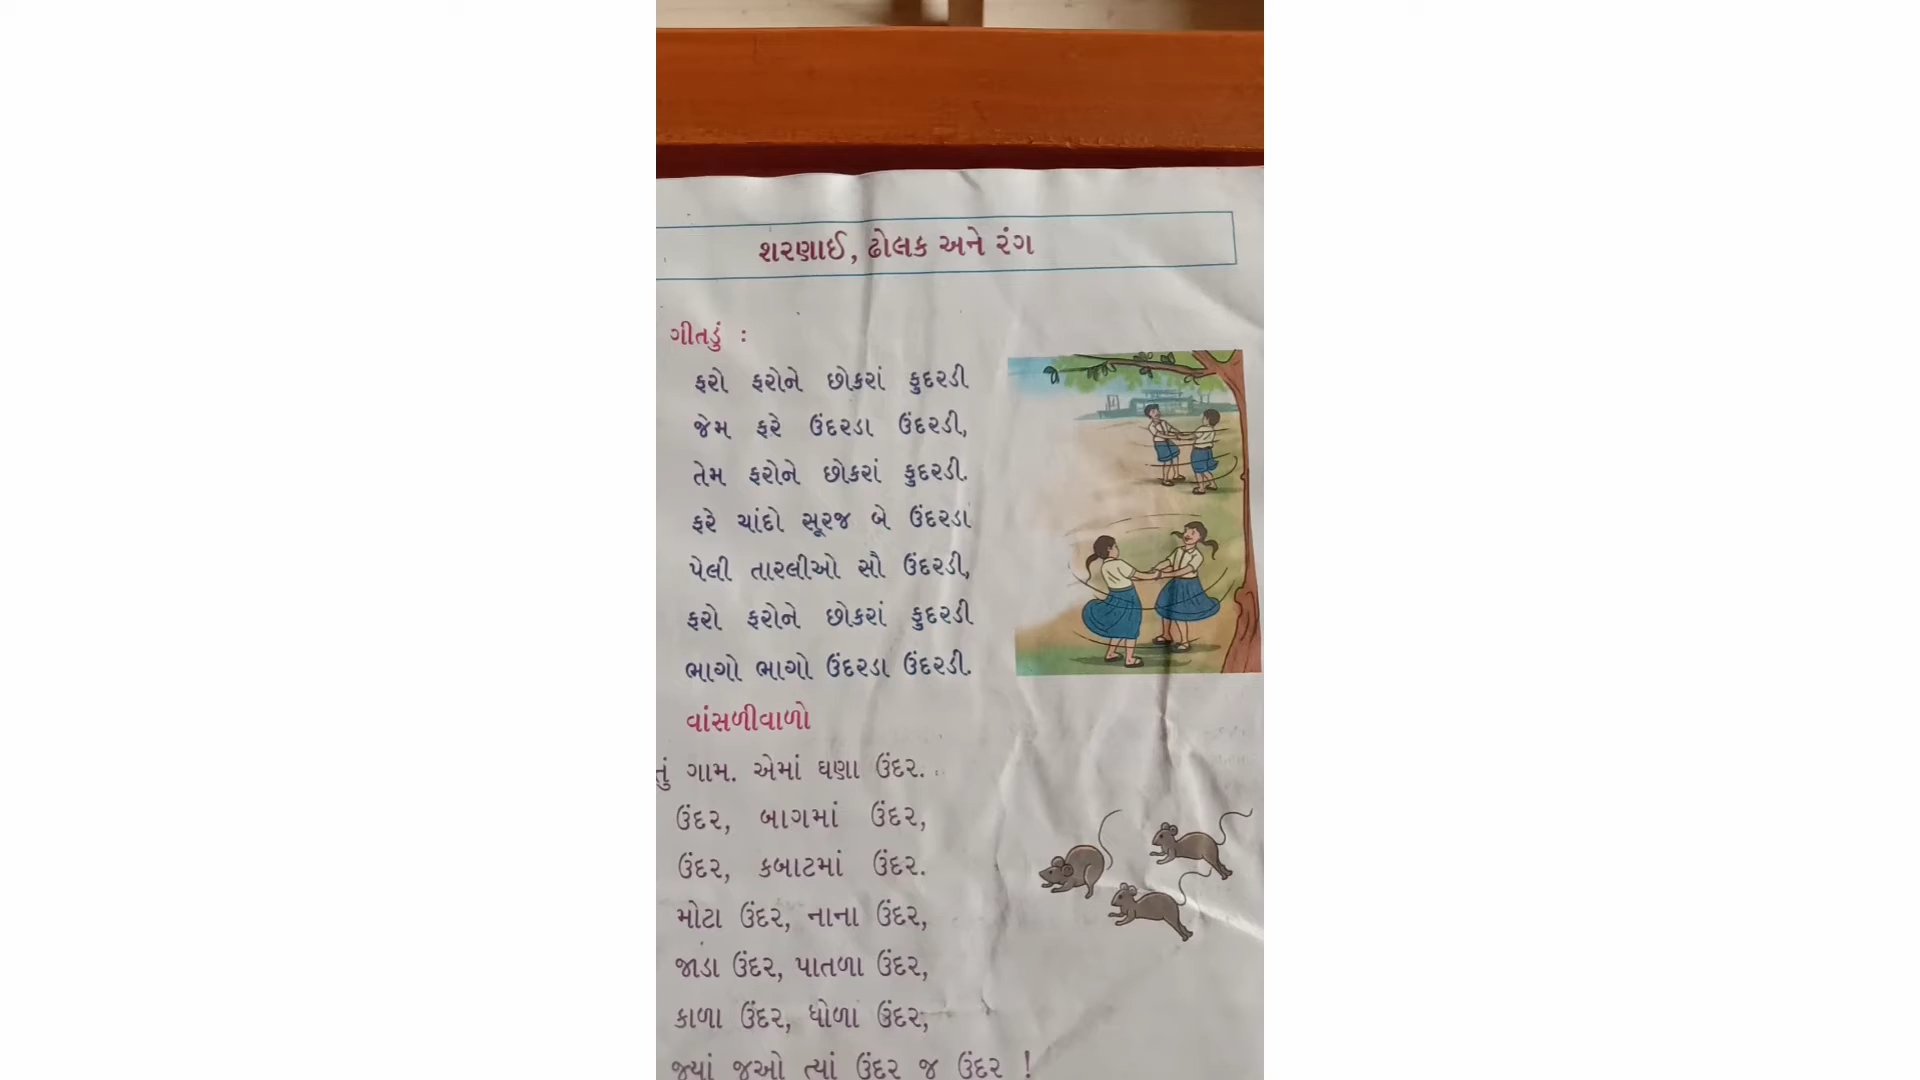 શરણાઈ, ઢોલક અને રંગ
ગીતડું :
ફરો ફરોને છોકરાં ફુદરડી
જેમ ફરે ઉંદરડા ઉંદરડી,
તેમ ફરોને છોકરાં ફુદરડી.
ફરે ચાંદો સૂરજ બે ઉંદરડા
પેલી તારલીઓ સૌ ઉંદરડી,
ફરો ફરોને છોકરાં ફુદરડી
ભાગો ભાગો ઉંદરડા ઉંદરડી.
વાંસળીવાળો
ગામ. એમાં ઘણા ઉંદર.
ઉંદર, બાગમાં ઉંદર,
ઉંદર, કબાટમાં ઉંદર.
મોટા ઉંદર, નાના ઉંદર,
જાડા ઉંદર, પાતળા ઉંદર,
કાળા ઉંદર, ધોળા ઉંદર,
જ્યાં જઓ ત્યાં ઉંદર જ ઉંદર !